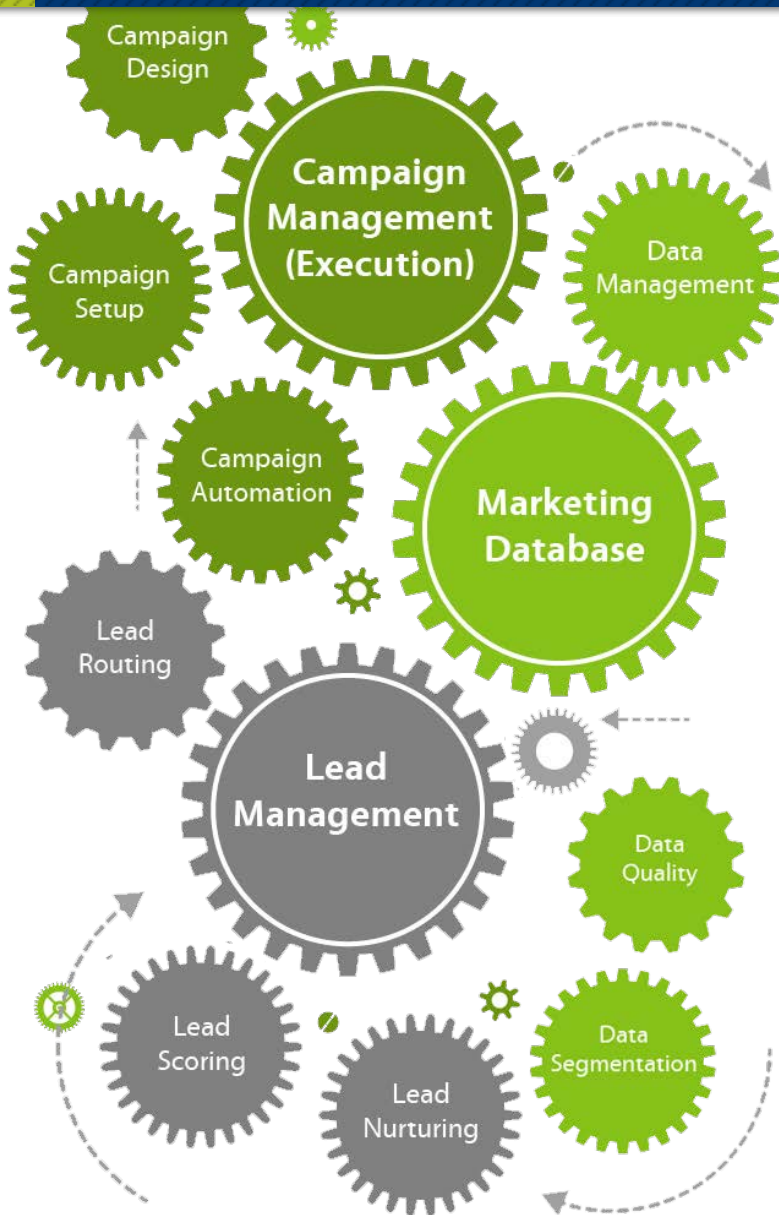 Campaign
Design
Campaign
Management
(Execution)
Data
Management
Campaign
Setup
Campaign
Automation
Marketing
Database
Lead
Routing
Lead
Management
Data
Quality
Lead
Scoring
Data
Segmentation
Lead
Nurturing